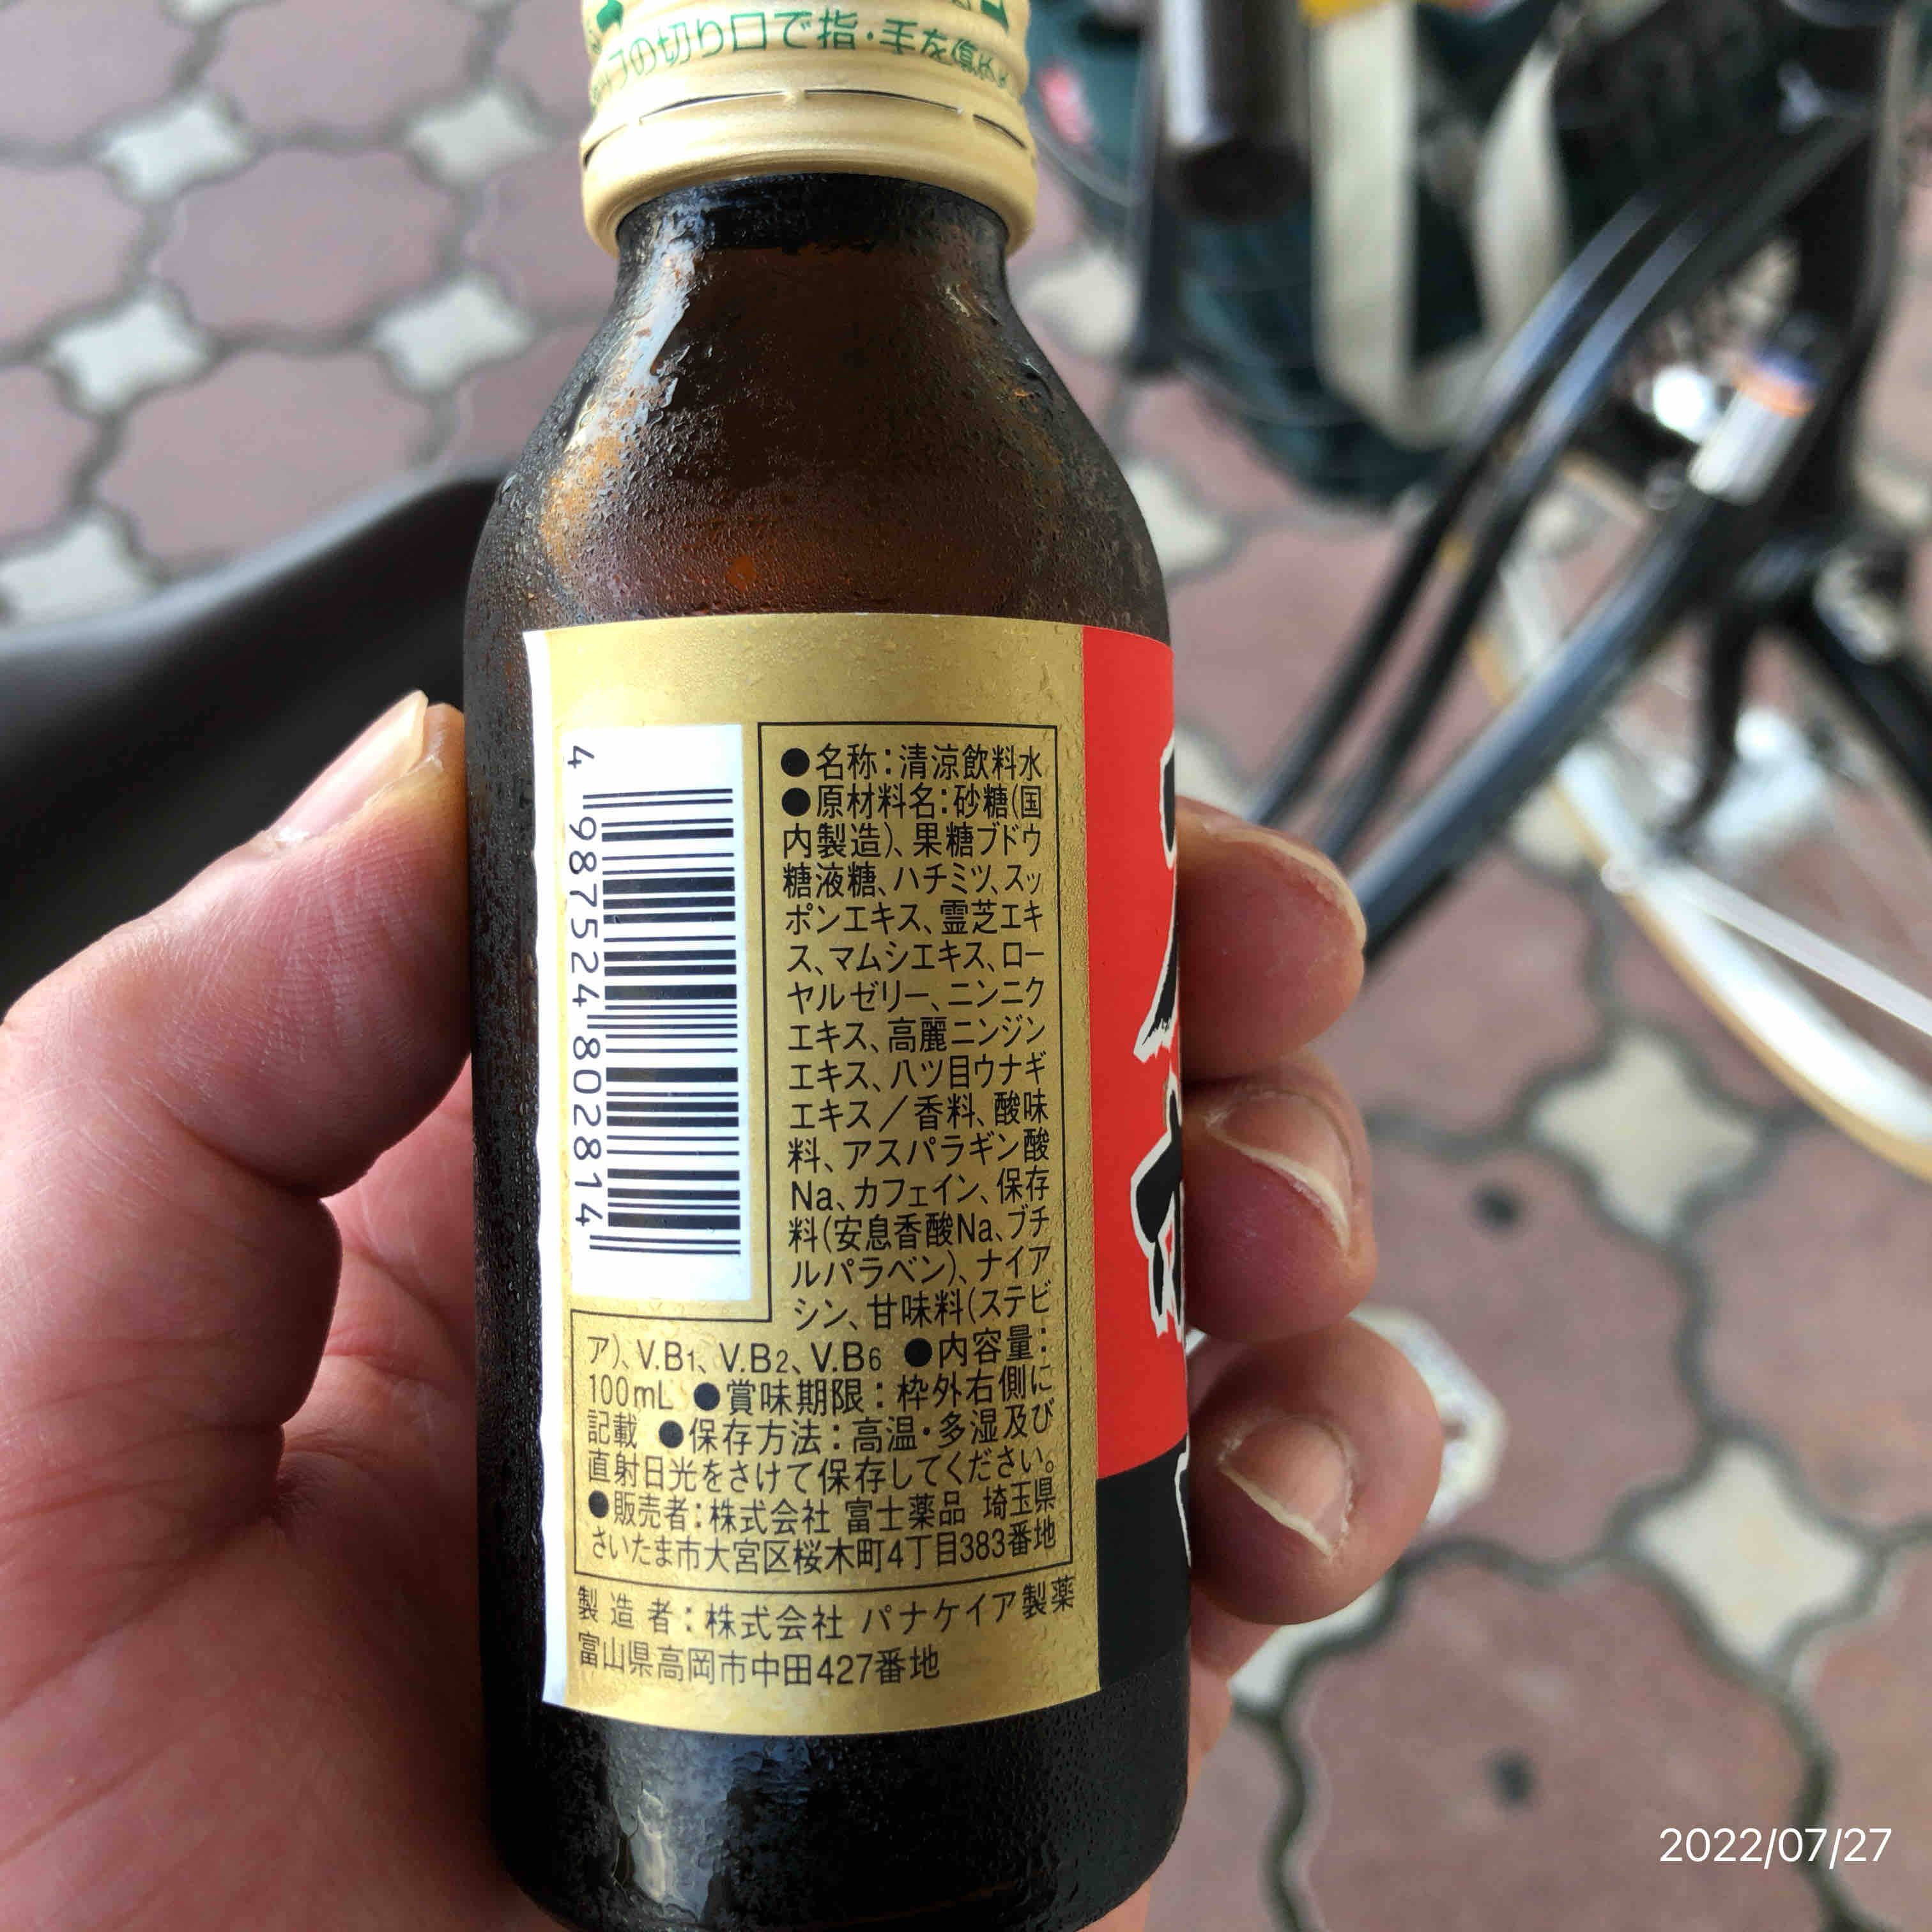 の切り口で指・手を
4 987524 802814
●名称：清涼飲料水
●原材料名：砂糖(国
内製造)、果糖ブドウ
糖液糖、ハチミツ、スッ
ポンエキス、霊芝エキ
ス、マムシエキス、ロー
ヤルゼリー、ニンニク
エキス、高麗ニンジン
エキス、八ツ目ウナギ
エキス／香料、酸味
料、アスパラギン酸
Na、カフェイン、保存
料(安息香酸Na、ブチ
ルパラベン)、ナイア
シン、甘味料(ステビ
ア)、V.B1、V.B2、V.B6 ●内容量：
100mL ●賞味期限：枠外右側に
記載 ●保存方法：高温・多湿及び
直射日光をさけて保存してください。
●販売者：株式会社 富士薬品 埼玉県
さいたま市大宮区桜木町4丁目383番地
製造者：株式会社 パナケイア製薬
富山県高岡市中田427番地
2022/07/27